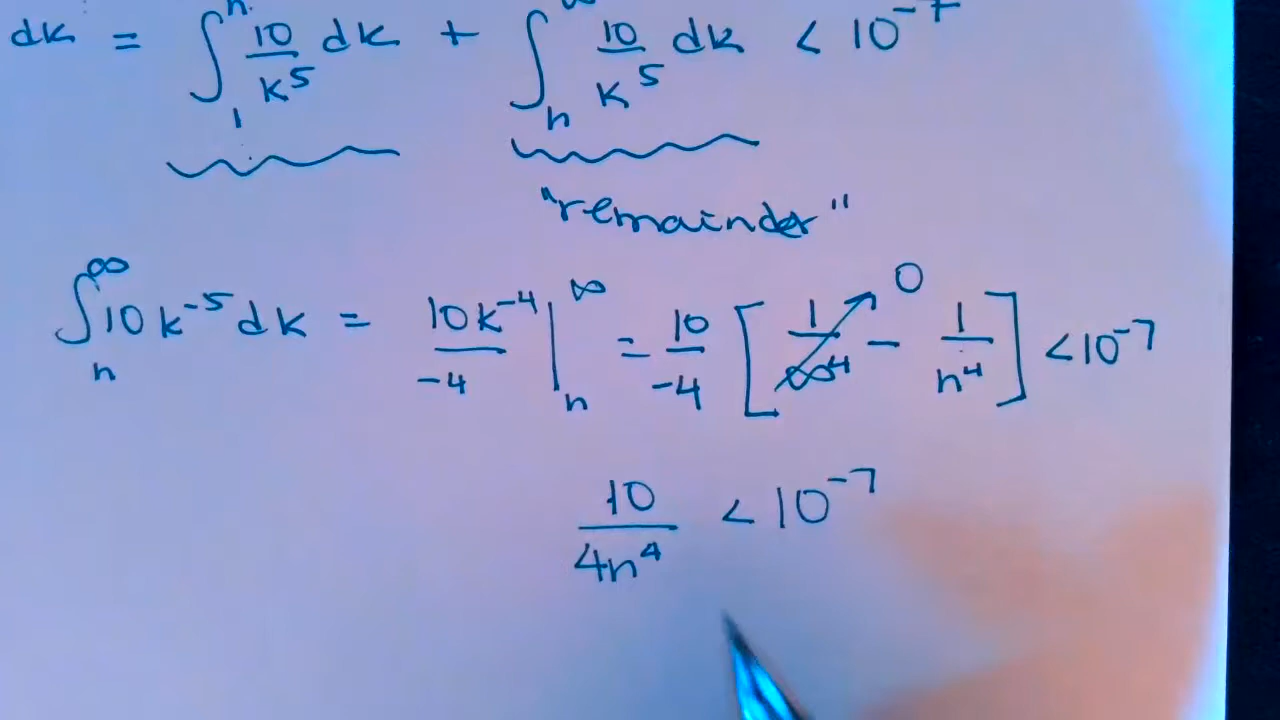 dk = ∫₁ⁿ 10/k⁵ dk + ∫ₙ^∞ 10/k⁵ dk < 10⁻⁷
"remainder"
∫ₙ^∞ 10k⁻⁵ dk = 10k⁻⁴/-4 |ₙ^∞ = 10/-4 [1/∞⁴ → 0 - 1/n⁴] < 10⁻⁷
10/4n⁴ < 10⁻⁷